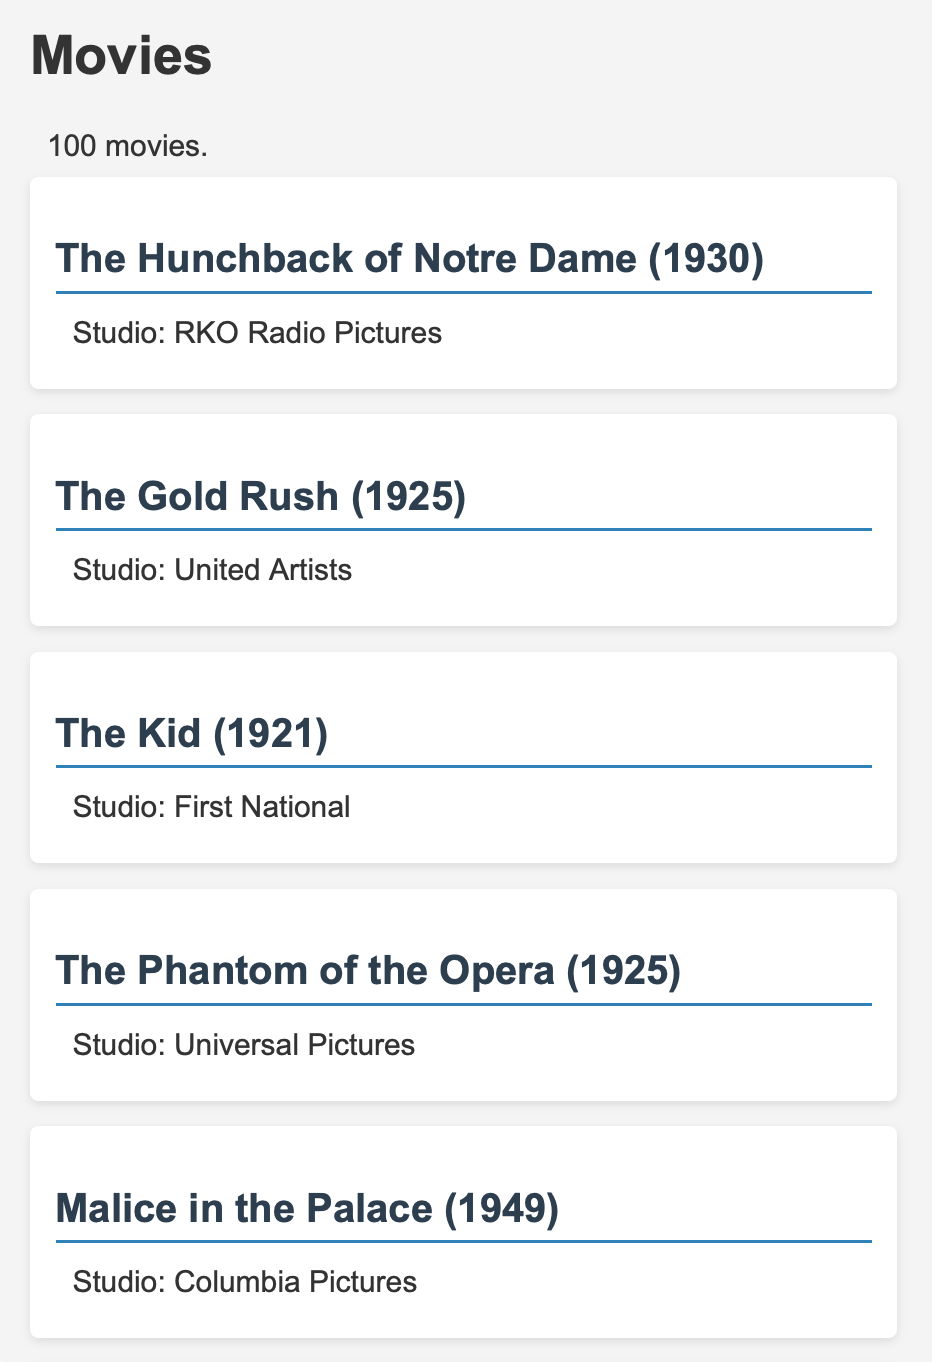 Movies
100 movies.
The Hunchback of Notre Dame (1930)
Studio: RKO Radio Pictures
The Gold Rush (1925)
Studio: United Artists
The Kid (1921)
Studio: First National
The Phantom of the Opera (1925)
Studio: Universal Pictures
Malice in the Palace (1949)
Studio: Columbia Pictures